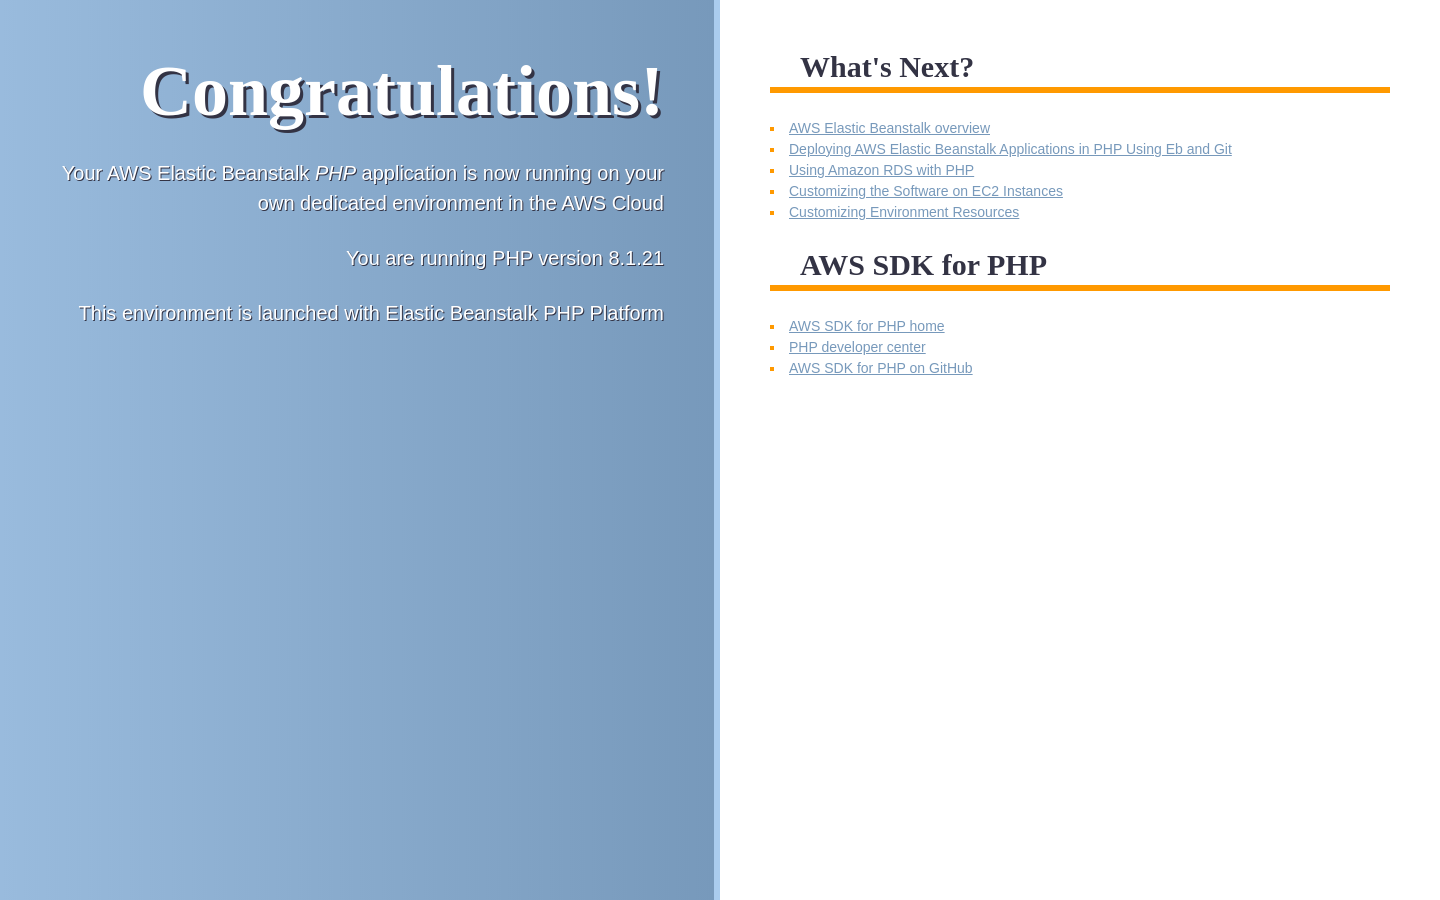 Congratulations!
Your AWS Elastic Beanstalk PHP application is now running on your
own dedicated environment in the AWS Cloud
You are running PHP version 8.1.21
This environment is launched with Elastic Beanstalk PHP Platform
What's Next?
AWS Elastic Beanstalk overview
Deploying AWS Elastic Beanstalk Applications in PHP Using Eb and Git
Using Amazon RDS with PHP
Customizing the Software on EC2 Instances
Customizing Environment Resources
AWS SDK for PHP
AWS SDK for PHP home
PHP developer center
AWS SDK for PHP on GitHub